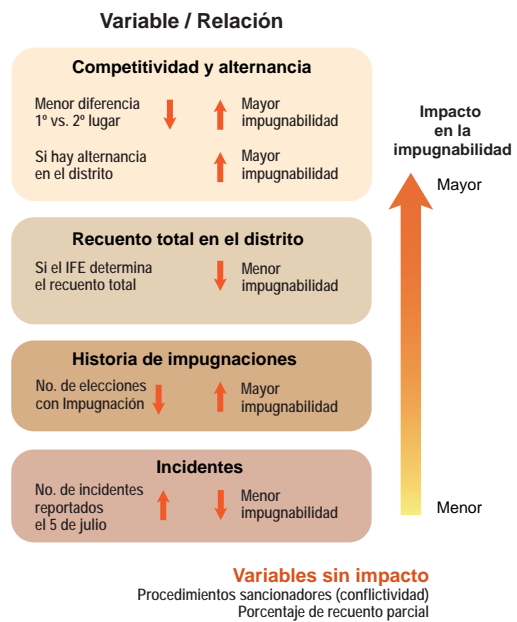 Variable / Relación
Competitividad y alternancia
Menor diferencia
1º vs. 2º lugar
Mayor
impugnabilidad
Si hay alternancia
en el distrito
Mayor
impugnabilidad
Recuento total en el distrito
Si el IFE determina
el recuento total
Menor
impugnabilidad
Historia de impugnaciones
No. de elecciones
con Impugnación
Mayor
impugnabilidad
Incidentes
No. de incidentes
reportados
el 5 de julio
Menor
impugnabilidad
Impacto
en la
impugnabilidad
Mayor
Menor
Variables sin impacto
Procedimientos sancionadores (conflictividad)
Porcentaje de recuento parcial